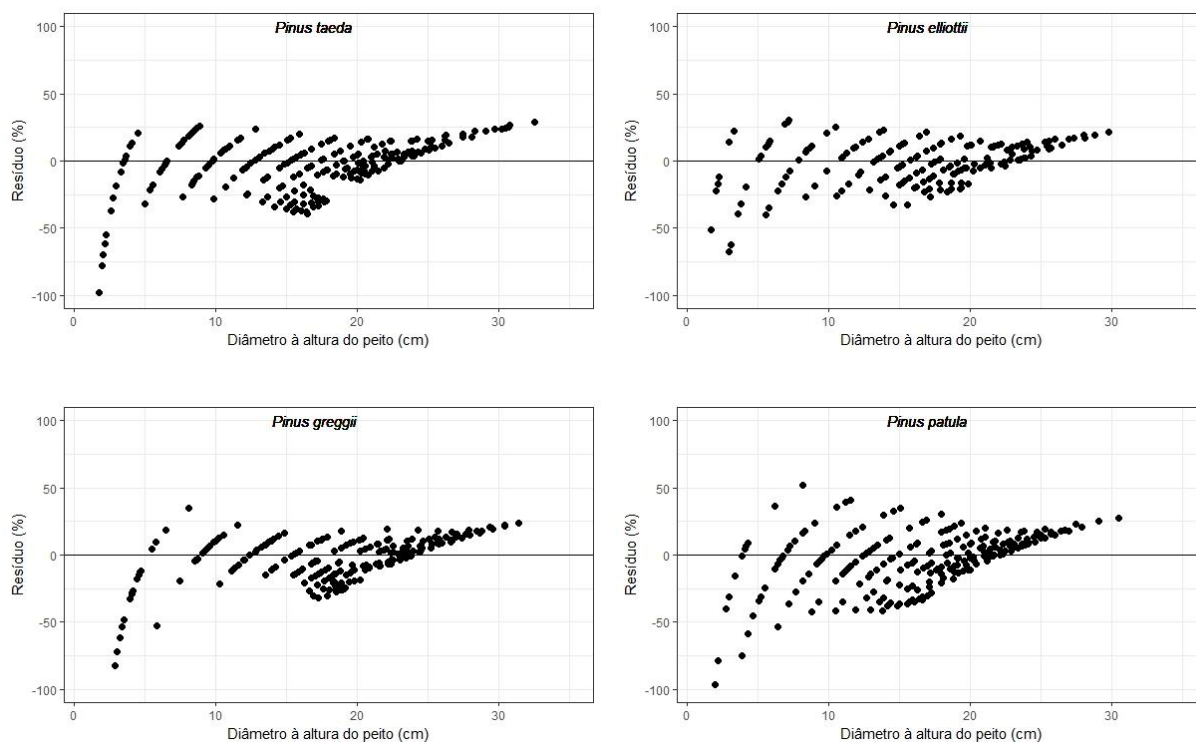 Pinus taeda
Resíduo (%)
100
50
0
-50
-100
0 10 20 30
Diâmetro à altura do peito (cm)
Pinus elliottii
Resíduo (%)
100
50
0
-50
-100
0 10 20 30
Diâmetro à altura do peito (cm)
Pinus greggii
Resíduo (%)
100
50
0
-50
-100
0 10 20 30
Diâmetro à altura do peito (cm)
Pinus patula
Resíduo (%)
100
50
0
-50
-100
0 10 20 30
Diâmetro à altura do peito (cm)